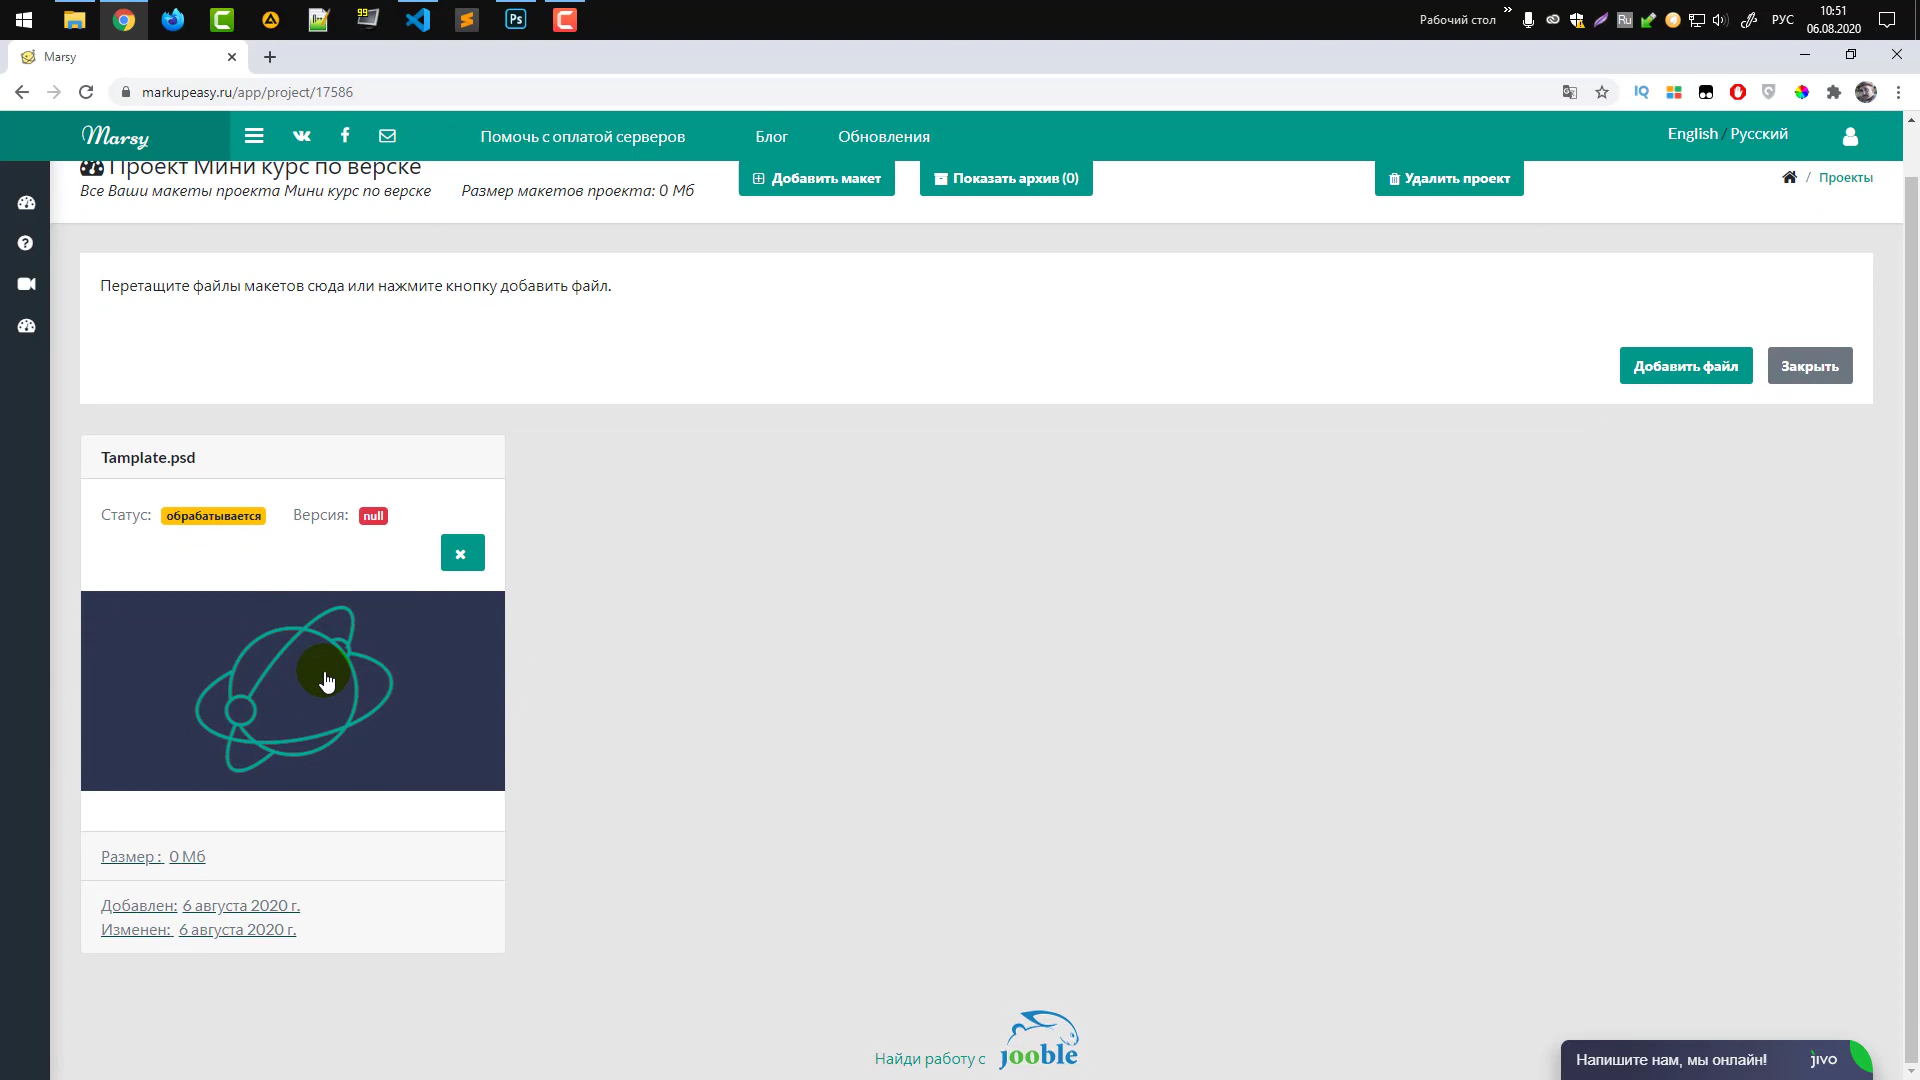 Рабочий стол
РУС
10:51
06.08.2020
Marsy
markupeasy.ru/app/project/17586
Marsy
Помочь с оплатой серверов
Блог
Обновления
English / Русский
Проект Мини курс по верске
Все Ваши макеты проекта Мини курс по верске
Размер макетов проекта: 0 Мб
Добавить макет
Показать архив (0)
Удалить проект
/ Проекты
Перетащите файлы макетов сюда или нажмите кнопку добавить файл.
Добавить файл
Закрыть
Tamplate.psd
Статус: обрабатывается
Версия: null
Размер : 0 Мб
Добавлен: 6 августа 2020 г.
Изменен: 6 августа 2020 г.
Найди работу с jooble
Напишите нам, мы онлайн!
jivo